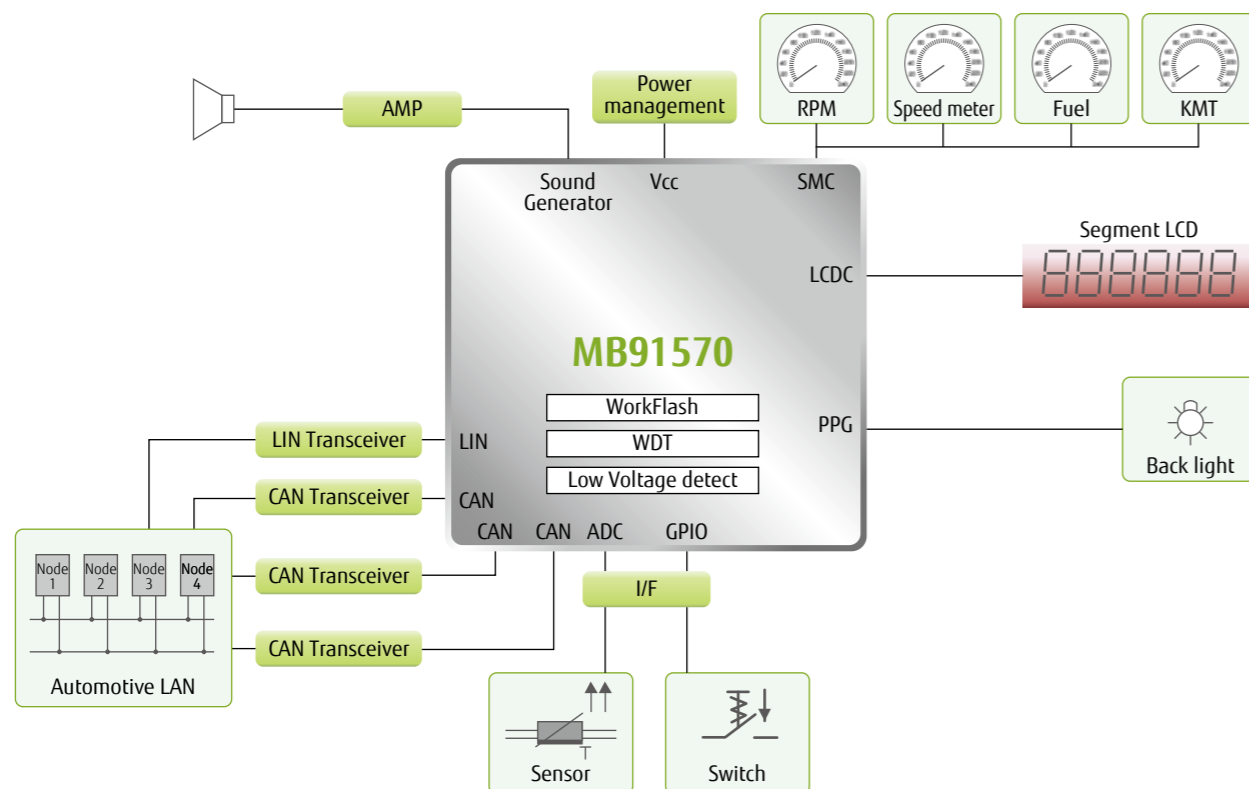 RPM
Speed meter
Fuel
KMT
Power
management
AMP
Sound
Generator
Vcc
SMC
Segment LCD
LCDC
MB91570
WorkFlash
WDT
Low Voltage detect
PPG
Back light
LIN Transceiver
LIN
CAN Transceiver
CAN
CAN
CAN
ADC
GPIO
CAN Transceiver
I/F
CAN Transceiver
Node
1
Node
2
Node
3
Node
4
Automotive LAN
T
Sensor
Switch